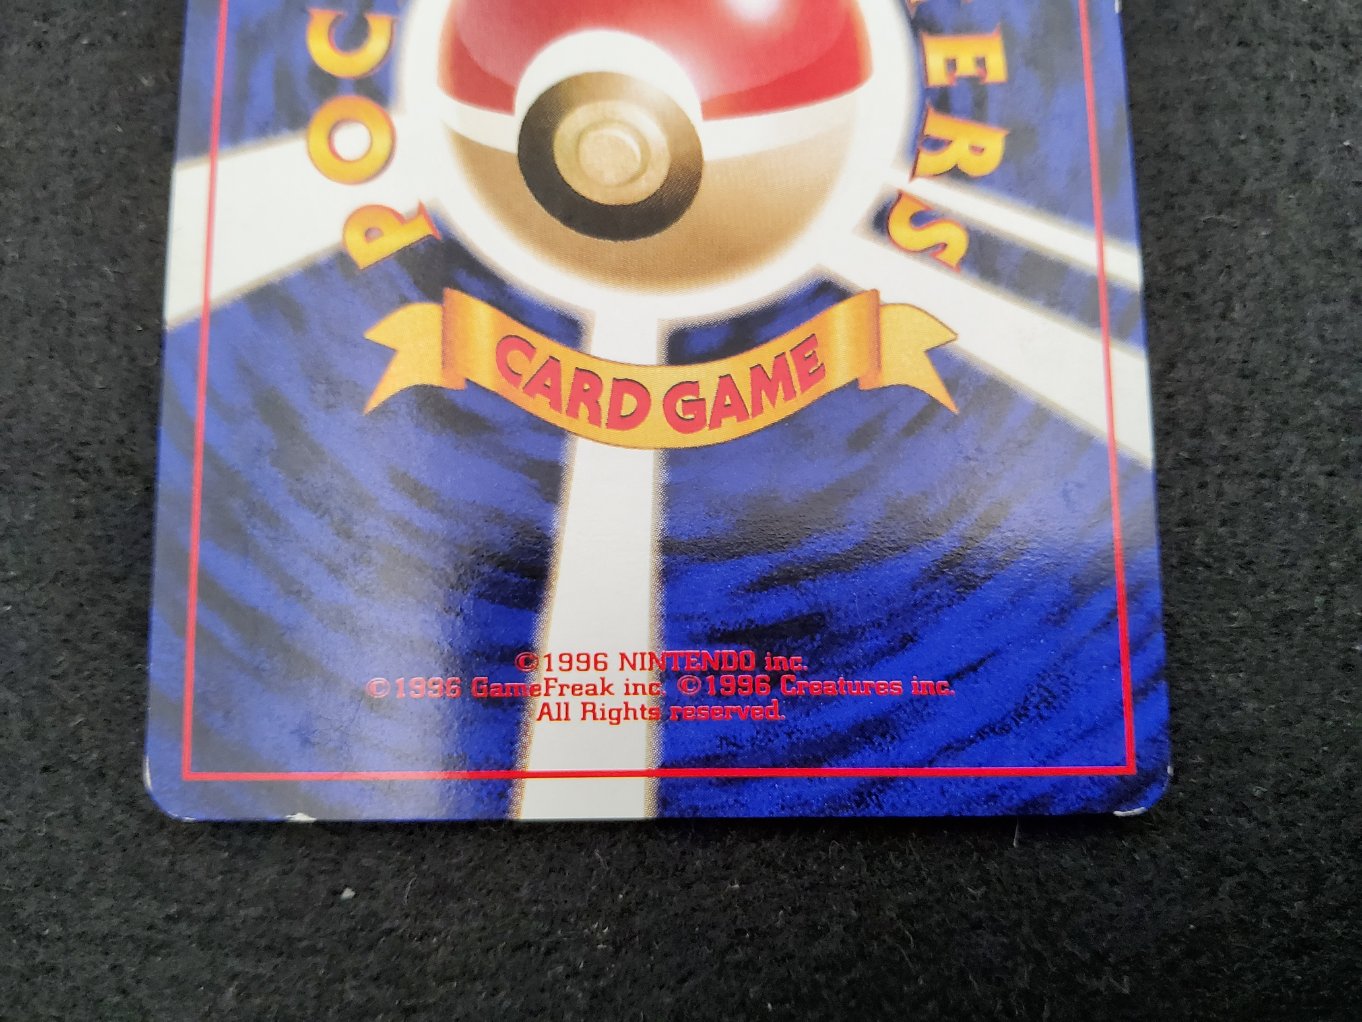 POC
ERS
CARD GAME
©1996 NINTENDO inc.
©1996 GameFreak inc. ©1996 Creatures inc.
All Rights reserved.